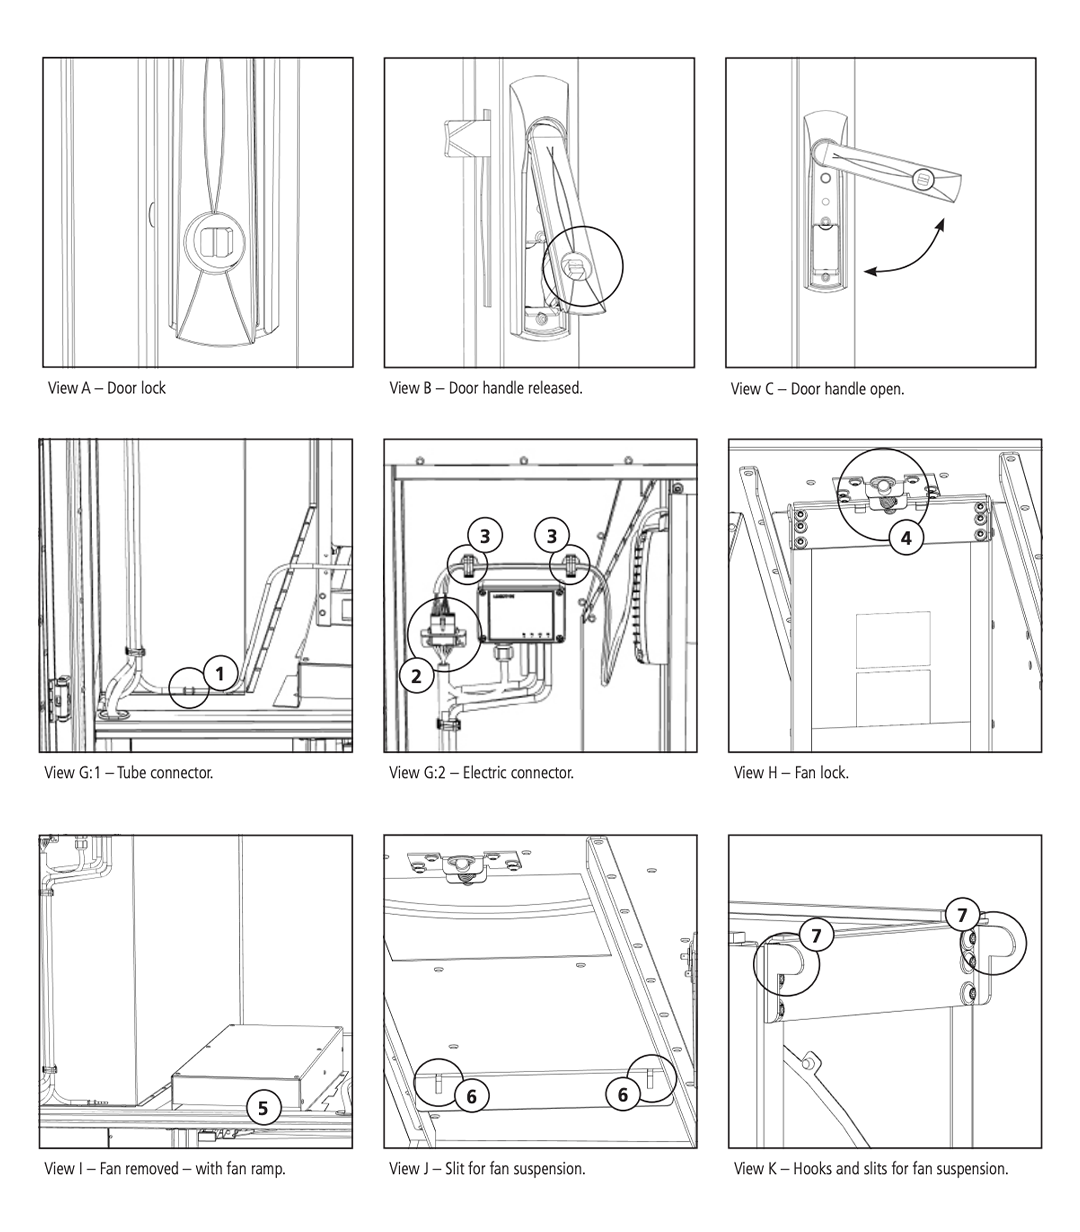 View A – Door lock
View B – Door handle released.
View C – Door handle open.
1
3
3
2
4
View G:1 – Tube connector.
View G:2 – Electric connector.
View H – Fan lock.
5
6
6
7
7
View I – Fan removed – with fan ramp.
View J – Slit for fan suspension.
View K – Hooks and slits for fan suspension.